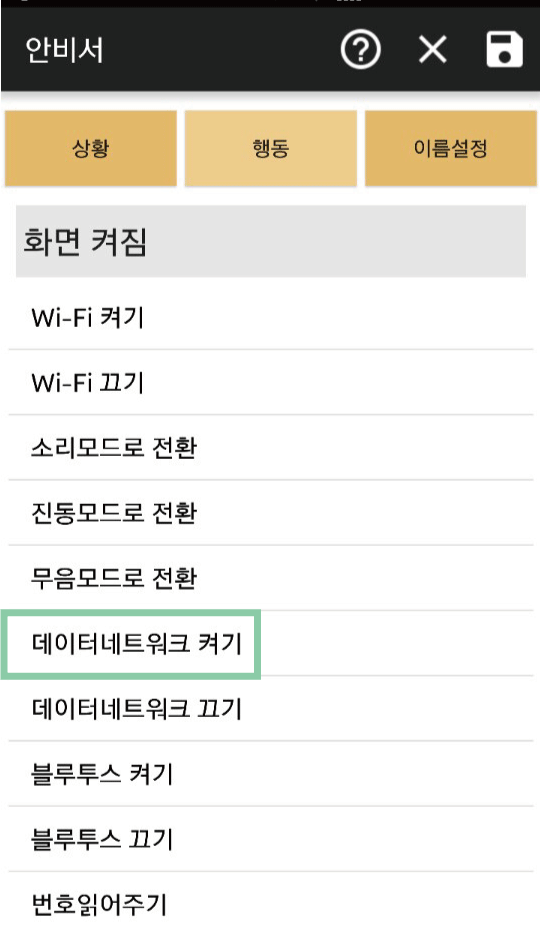 안비서
상황
행동
이름설정
화면 켜짐
Wi-Fi 켜기
Wi-Fi 끄기
소리모드로 전환
진동모드로 전환
무음모드로 전환
데이터네트워크 켜기
데이터네트워크 끄기
블루투스 켜기
블루투스 끄기
번호읽어주기